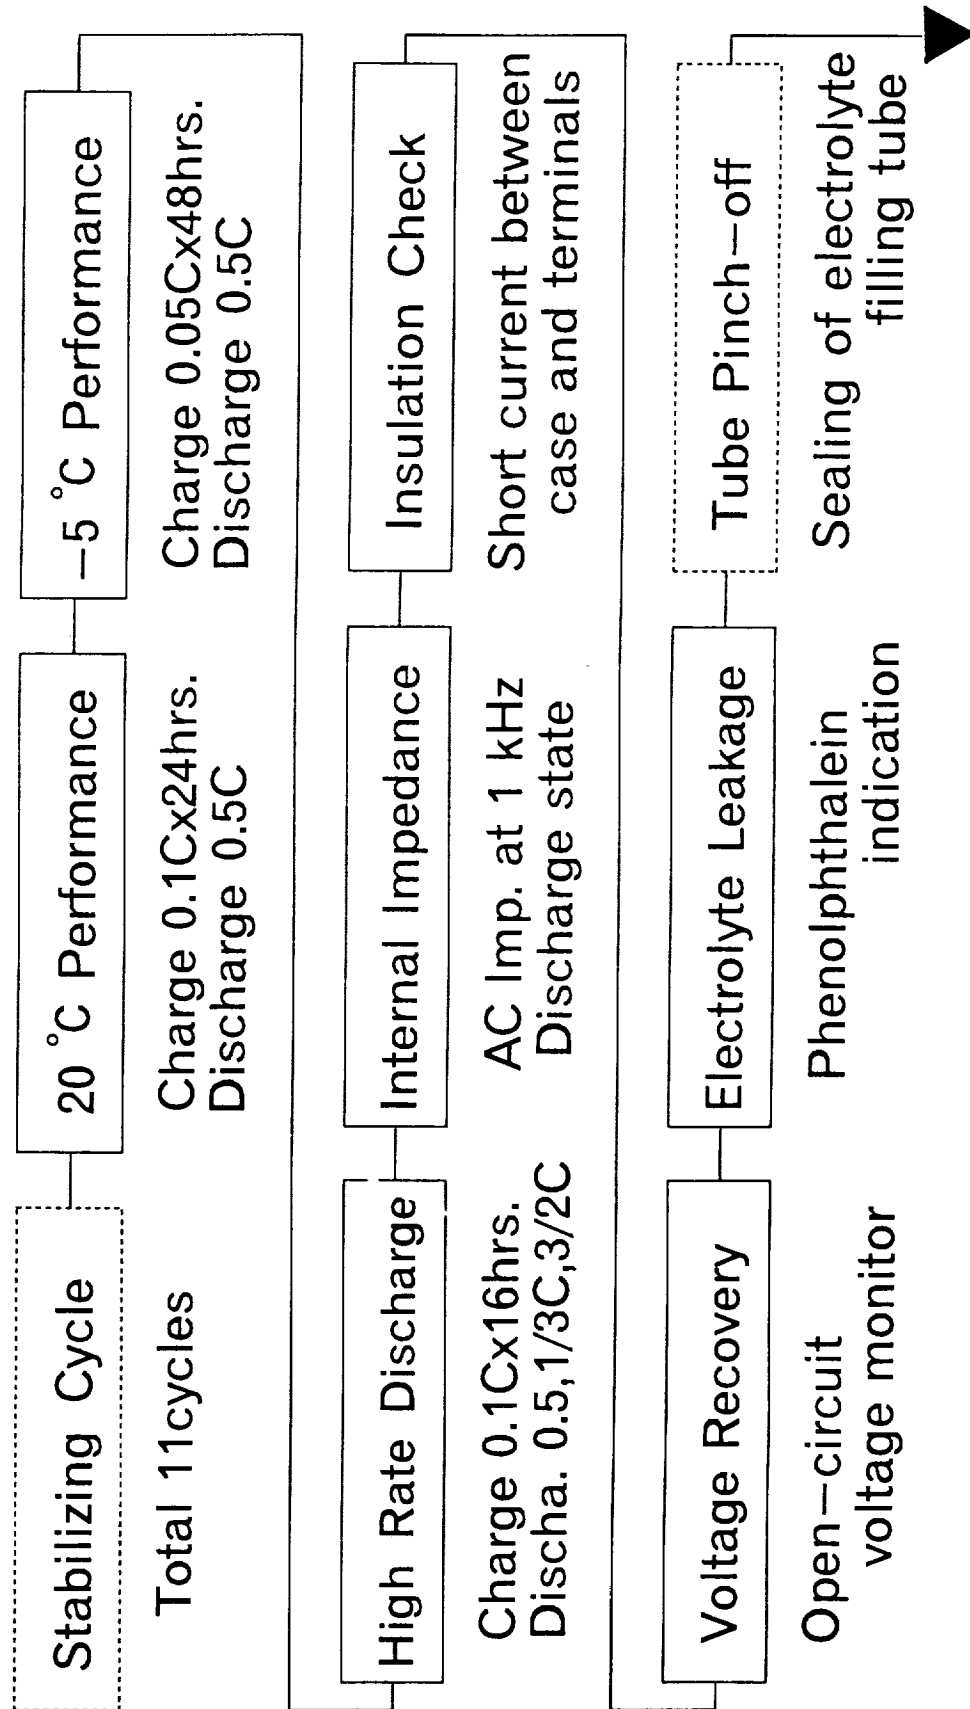 Stabilizing Cycle
Total 11cycles
20 °C Performance
Charge 0.1Cx24hrs.
Discharge 0.5C
−5 °C Performance
Charge 0.05Cx48hrs.
Discharge 0.5C
High Rate Discharge
Charge 0.1Cx16hrs.
Discha. 0.5,1/3C,3/2C
Internal Impedance
AC Imp. at 1 kHz
Discharge state
Insulation Check
Short current between
case and terminals
Voltage Recovery
Open−circuit
voltage monitor
Electrolyte Leakage
Phenolphthalein
indication
Tube Pinch−off
Sealing of electrolyte
filling tube